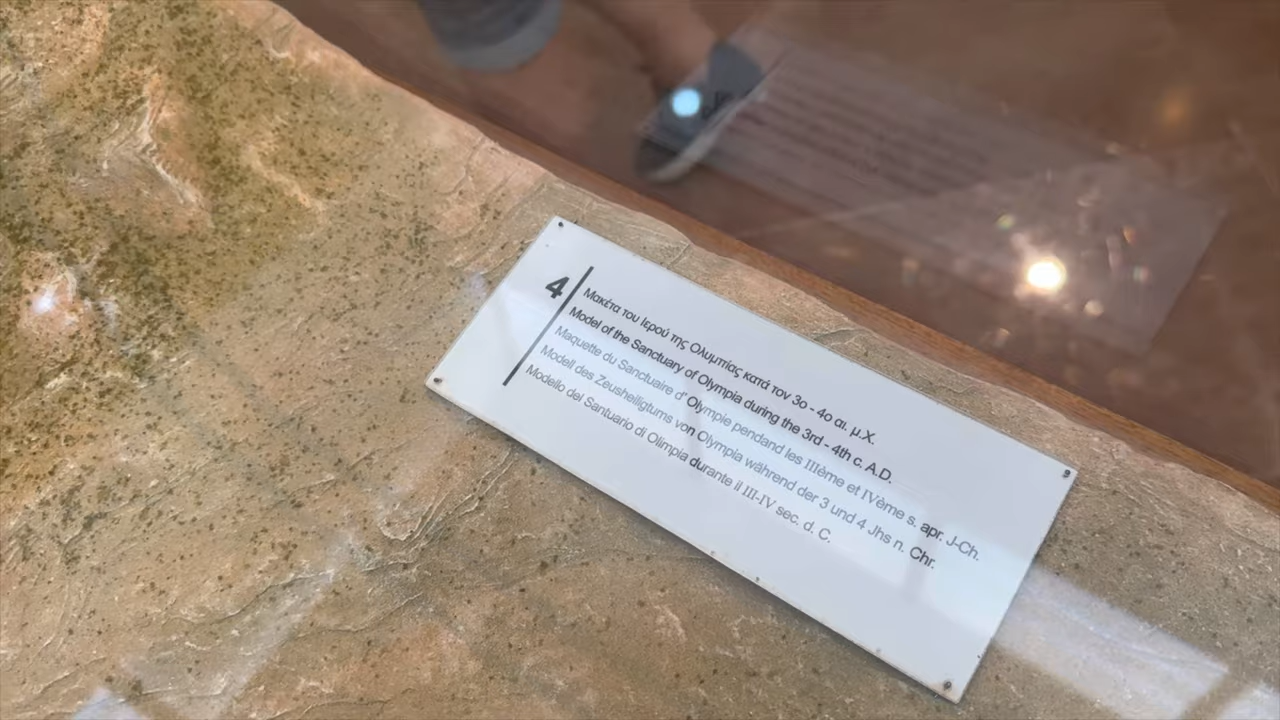 4
Μακέτα του Ιερού της Ολυμπίας κατά τον 3ο - 4ο αι. μ.Χ.
Model of the Sanctuary of Olympia during the 3rd - 4th c. A.D.
Maquette du Sanctuaire d' Olympie pendand les IIIème et IVème s. apr. J-Ch.
Modell des Zeusheiligtums von Olympia während der 3 und 4 Jhs n. Chr.
Modello del Santuario di Olimpia durante il III-IV sec. d. C.